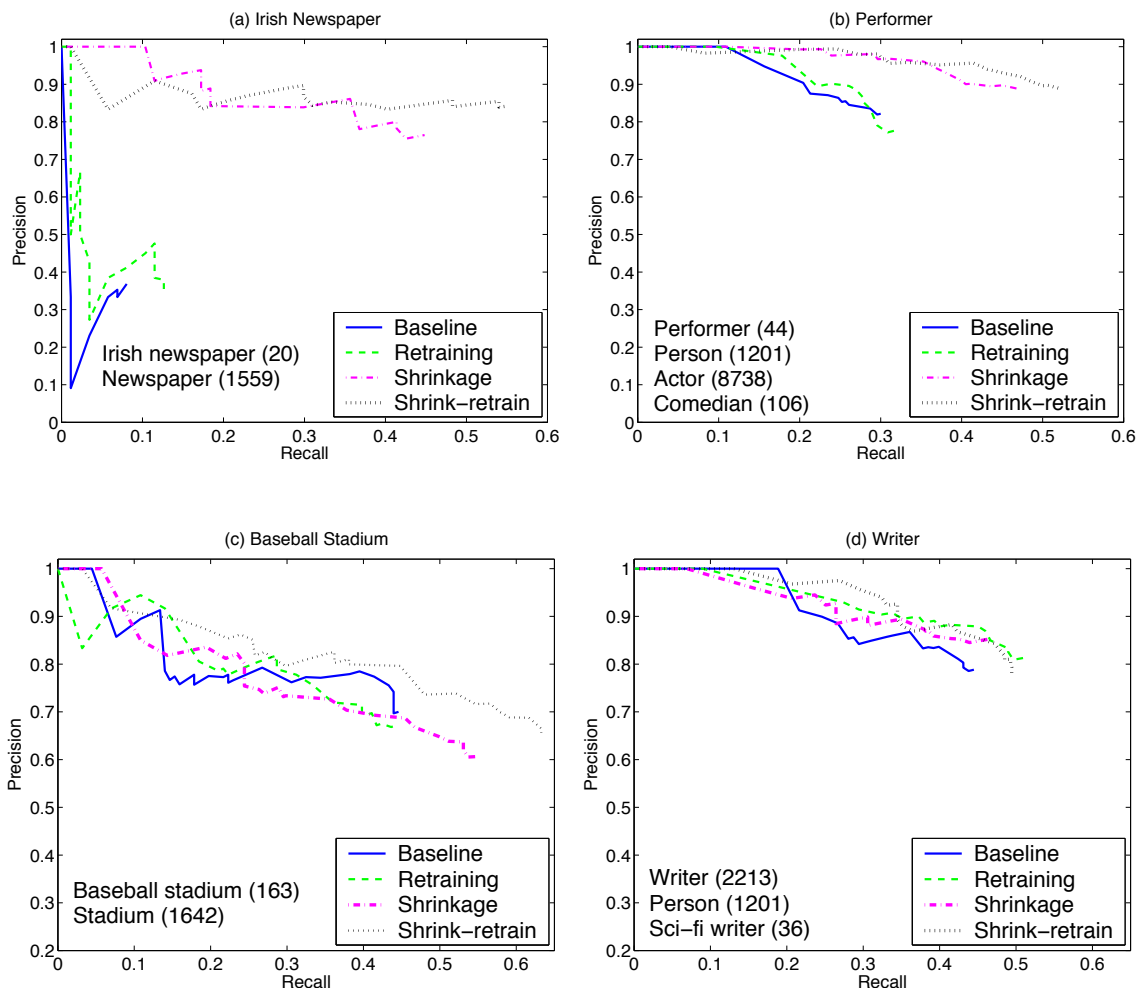 (a) Irish Newspaper
1
0.9
0.8
0.7
0.6
0.5
0.4
0.3
0.2
0.1
0
Precision
Irish newspaper (20)
Newspaper (1559)
Baseline
Retraining
Shrinkage
Shrink−retrain
0 0.1 0.2 0.3 0.4 0.5 0.6
Recall
(b) Performer
1
0.9
0.8
0.7
0.6
0.5
0.4
0.3
0.2
0.1
0
Precision
Performer (44)
Person (1201)
Actor (8738)
Comedian (106)
Baseline
Retraining
Shrinkage
Shrink−retrain
0 0.1 0.2 0.3 0.4 0.5 0.6
Recall
(c) Baseball Stadium
1
0.9
0.8
0.7
0.6
0.5
0.4
0.3
0.2
Precision
Baseball stadium (163)
Stadium (1642)
Baseline
Retraining
Shrinkage
Shrink−retrain
0 0.1 0.2 0.3 0.4 0.5 0.6
Recall
(d) Writer
1
0.9
0.8
0.7
0.6
0.5
0.4
0.3
0.2
Precision
Writer (2213)
Person (1201)
Sci−fi writer (36)
Baseline
Retraining
Shrinkage
Shrink−retrain
0 0.1 0.2 0.3 0.4 0.5 0.6
Recall